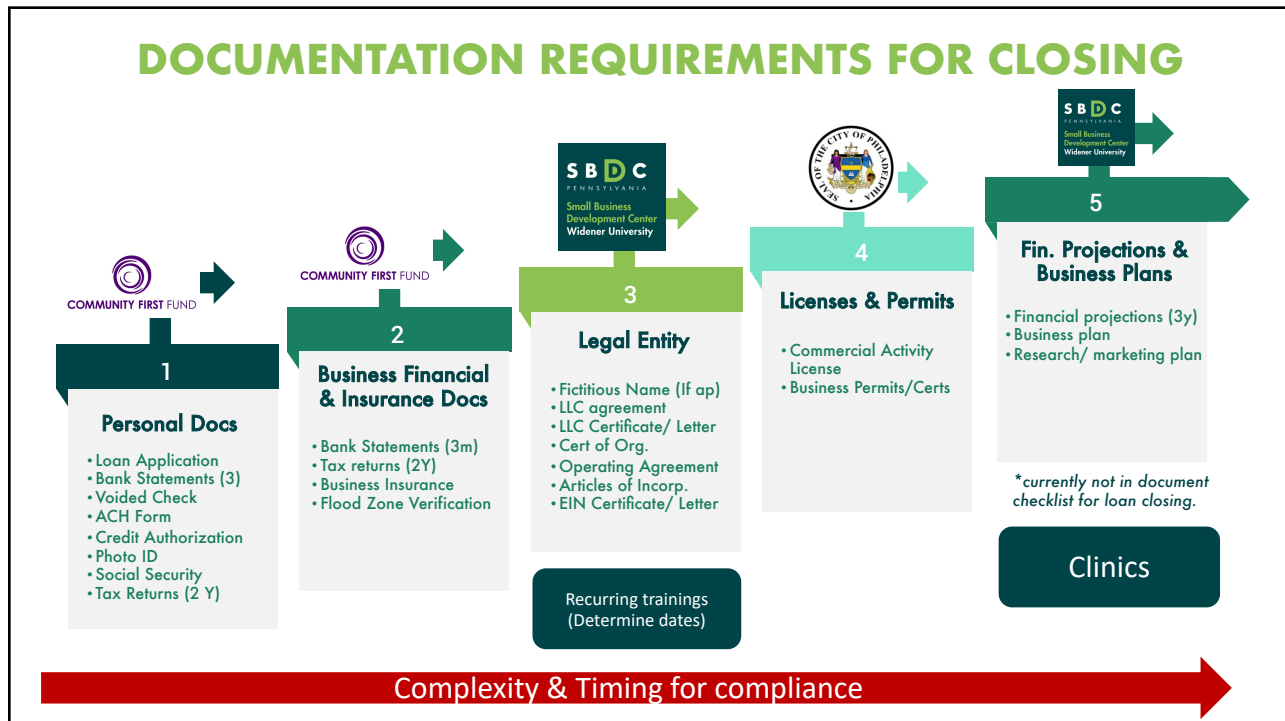 DOCUMENTATION REQUIREMENTS FOR CLOSING
COMMUNITY FIRST FUND
1
Personal Docs
• Loan Application
• Bank Statements (3)
• Voided Check
• ACH Form
• Credit Authorization
• Photo ID
• Social Security
• Tax Returns (2 Y)
COMMUNITY FIRST FUND
2
Business Financial
& Insurance Docs
• Bank Statements (3m)
• Tax returns (2Y)
• Business Insurance
• Flood Zone Verification
SBDC
PENNSYLVANIA
Small Business
Development Center
Widener University
3
Legal Entity
• Fictitious Name (If ap)
• LLC agreement
• LLC Certificate/ Letter
• Cert of Org.
• Operating Agreement
• Articles of Incorp.
• EIN Certificate/ Letter
Recurring trainings
(Determine dates)
SEAL OF THE CITY OF PHILADELPHIA
4
Licenses & Permits
• Commercial Activity
License
• Business Permits/Certs
SBDC
PENNSYLVANIA
Small Business
Development Center
Widener University
5
Fin. Projections &
Business Plans
• Financial projections (3y)
• Business plan
• Research/ marketing plan
*currently not in document
checklist for loan closing.
Clinics
Complexity & Timing for compliance